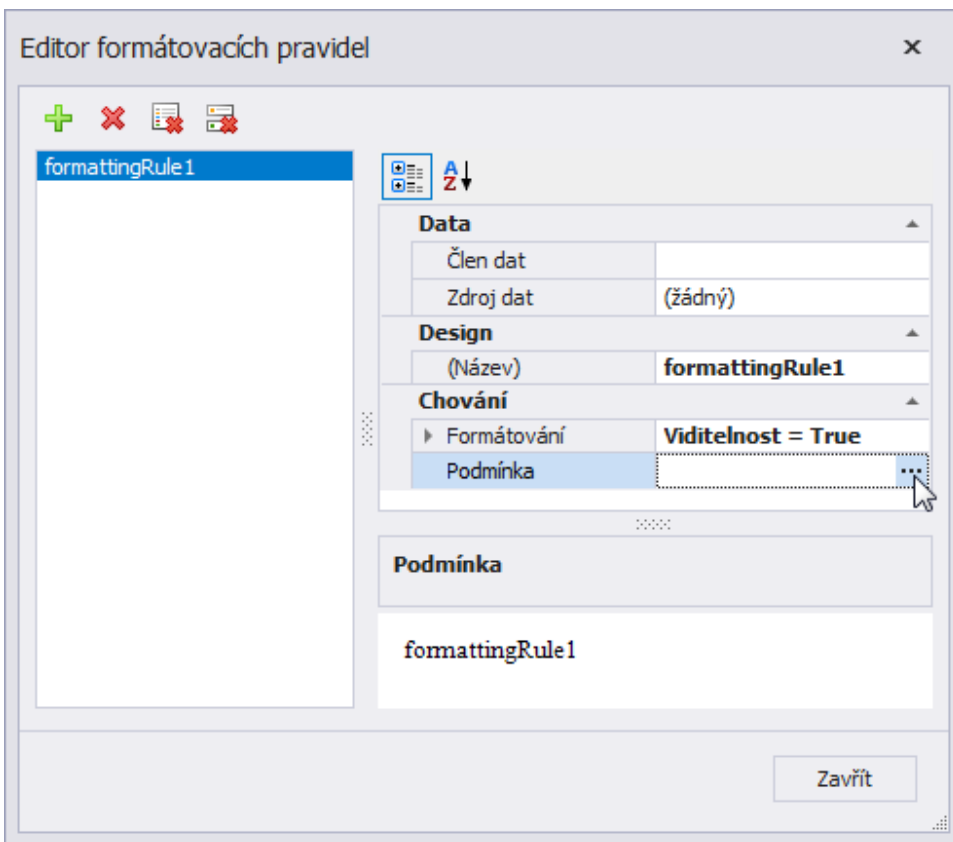 Editor formátovacích pravidel
formattingRule1
Data
Člen dat
Zdroj dat (žádný)
Design
(Název) formattingRule1
Chování
Formátování Viditelnost = True
Podmínka ...
Podmínka
formattingRule1
Zavřít